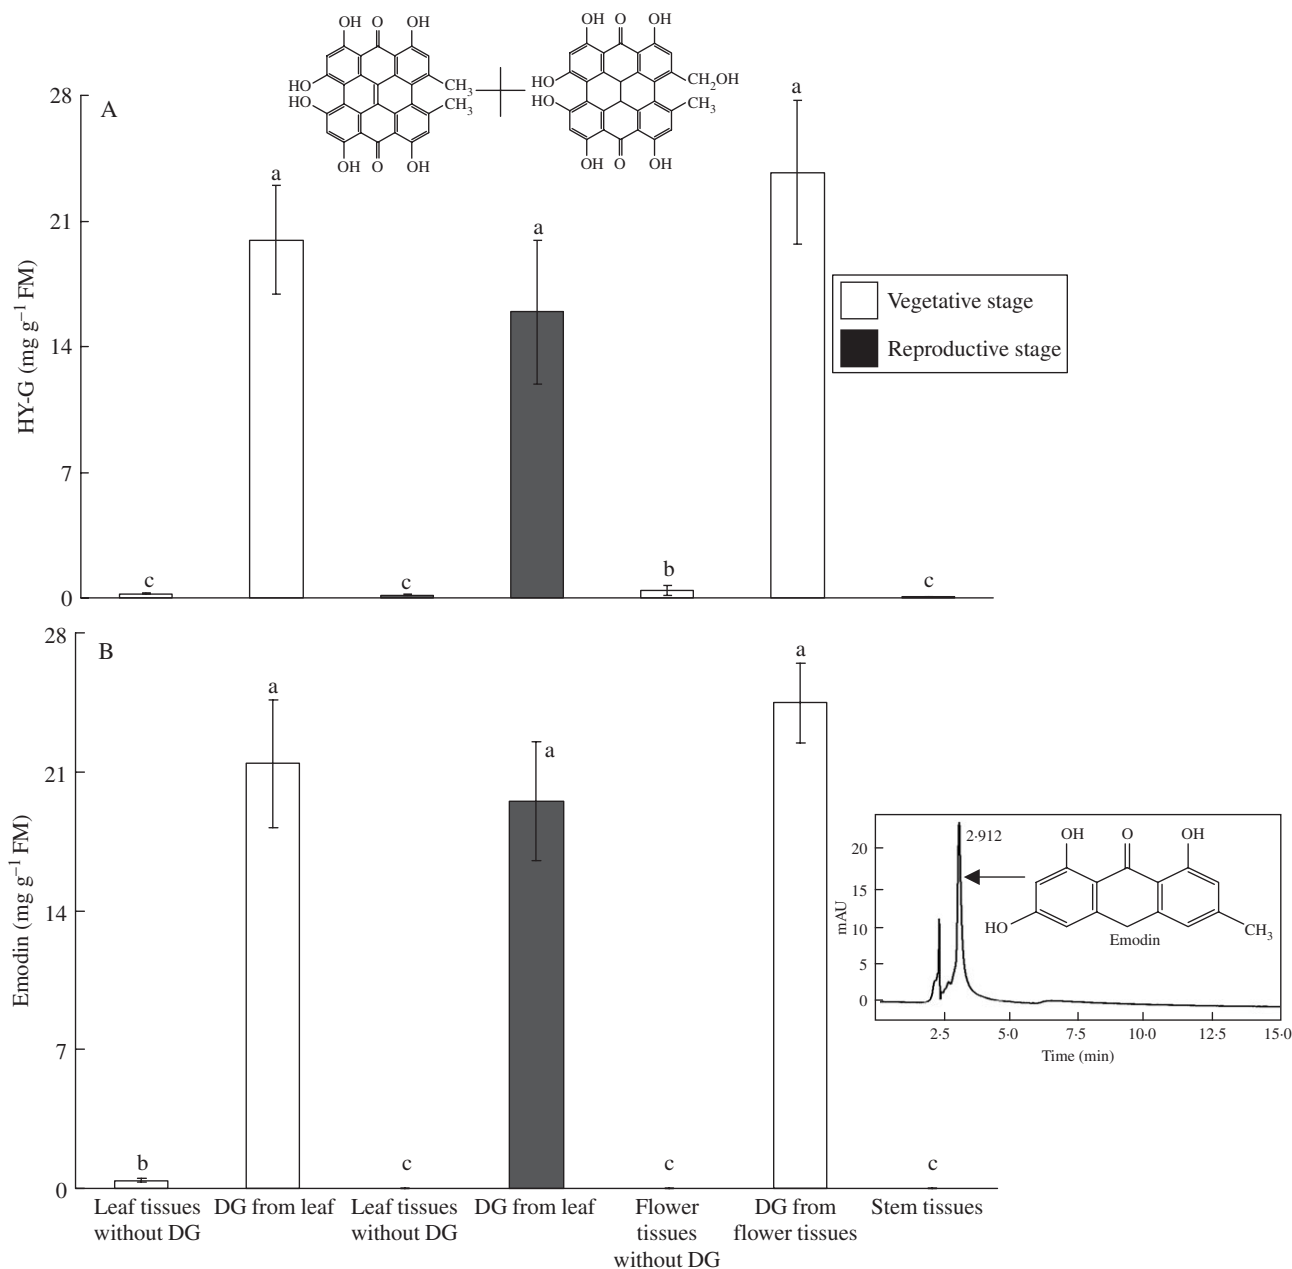 OH O OH
HO
CH3
HO
CH3
OH O OH
OH O OH
HO
CH2OH
HO
CH3
OH O OH
A
28
21
14
7
0
HY-G (mg g−1 FM)
c
a
c
a
b
a
c
Vegetative stage
Reproductive stage
B
28
21
14
7
0
Emodin (mg g−1 FM)
b
a
c
a
c
a
c
Leaf tissues
without DG
DG from leaf
Leaf tissues
without DG
DG from leaf
Flower
tissues
without DG
DG from
flower tissues
Stem tissues
20
15
10
5
0
mAU
2·912
OH O OH
HO
CH3
Emodin
2·5 5·0 7·5 10·0 12·5 15·0
Time (min)